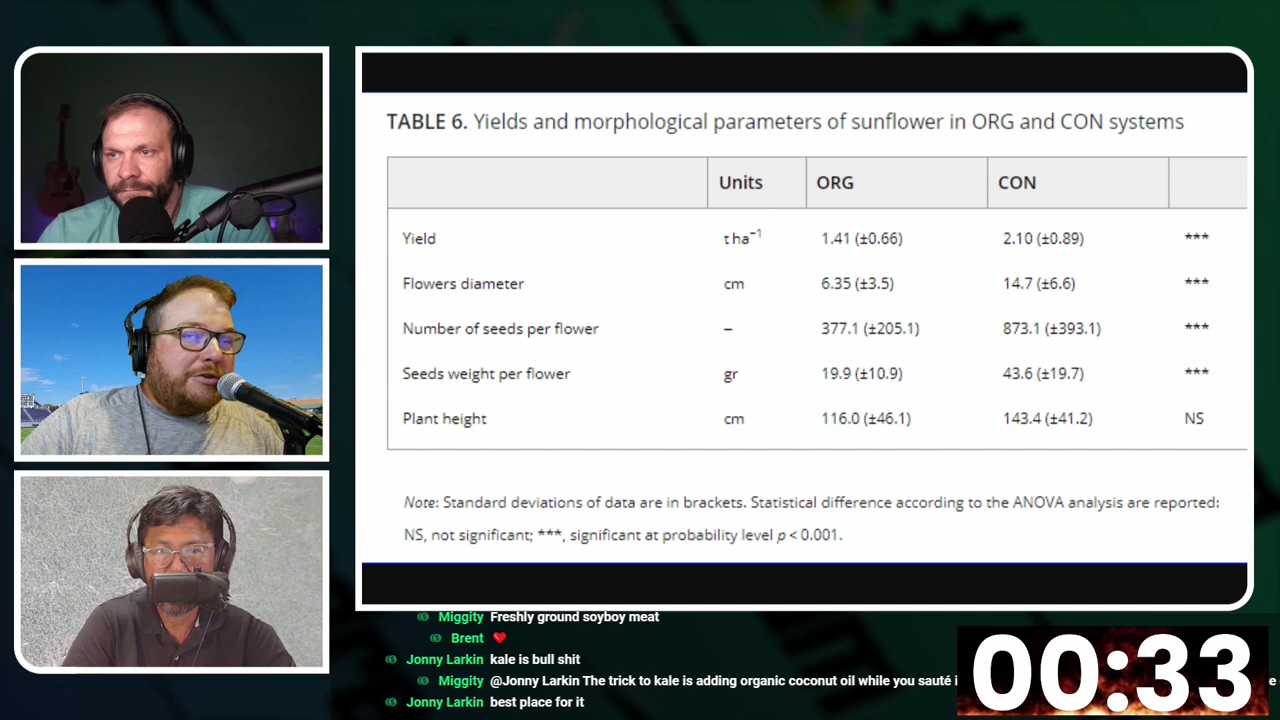 TABLE 6. Yields and morphological parameters of sunflower in ORG and CON systems
Units ORG CON
Yield t ha⁻¹ 1.41 (±0.66) 2.10 (±0.89) ***
Flowers diameter cm 6.35 (±3.5) 14.7 (±6.6) ***
Number of seeds per flower – 377.1 (±205.1) 873.1 (±393.1) ***
Seeds weight per flower gr 19.9 (±10.9) 43.6 (±19.7) ***
Plant height cm 116.0 (±46.1) 143.4 (±41.2) NS
Note: Standard deviations of data are in brackets. Statistical difference according to the ANOVA analysis are reported:
NS, not significant; ***, significant at probability level p < 0.001.
Miggity Freshly ground soyboy meat
Brent ❤️
Jonny Larkin kale is bull shit
Miggity @Jonny Larkin The trick to kale is adding organic coconut oil while you sauté
Jonny Larkin best place for it
00:33